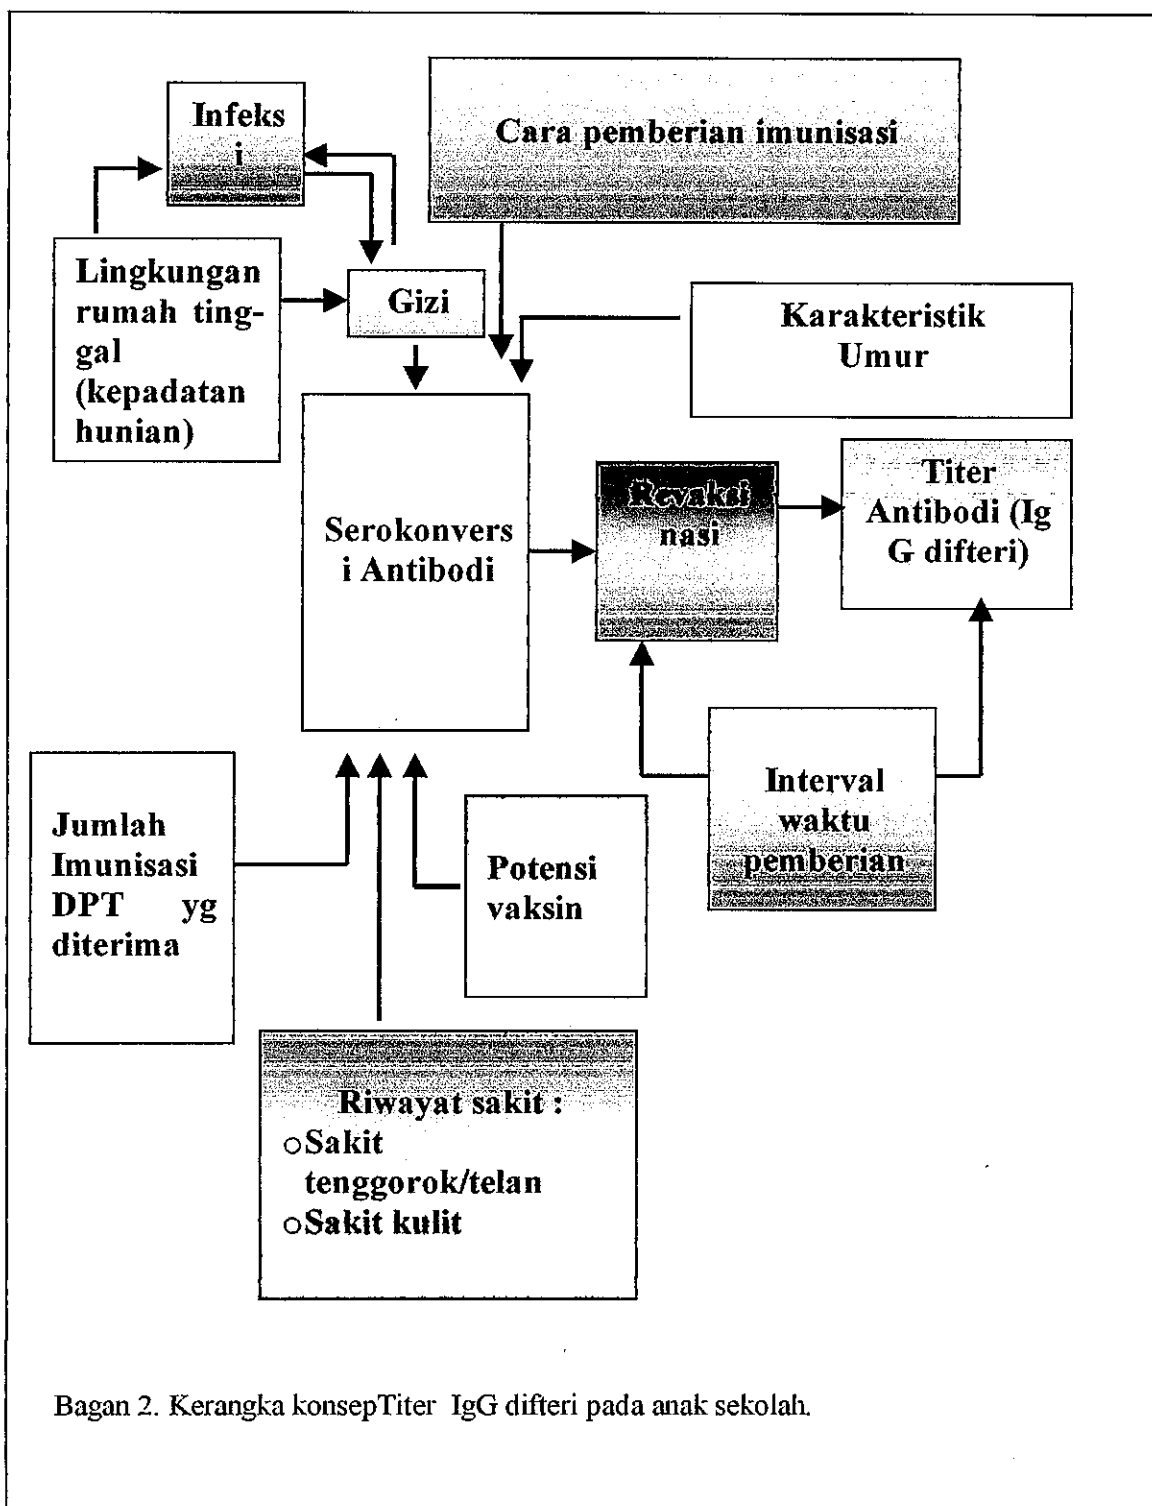 Infeks
i
Cara pemberian imunisasi
Lingkungan
rumah ting-
gal
(kepadatan
hunian)
Gizi
Karakteristik
Umur
Serokonvers
i Antibodi
Revaksi
nasi
Titer
Antibodi (Ig
G difteri)
Jumlah
Imunisasi
DPT yg
diterima
Potensi
vaksin
Interval
waktu
pemberian
Riwayat sakit :
○Sakit
tenggorok/telan
○Sakit kulit
Bagan 2. Kerangka konsepTiter IgG difteri pada anak sekolah.